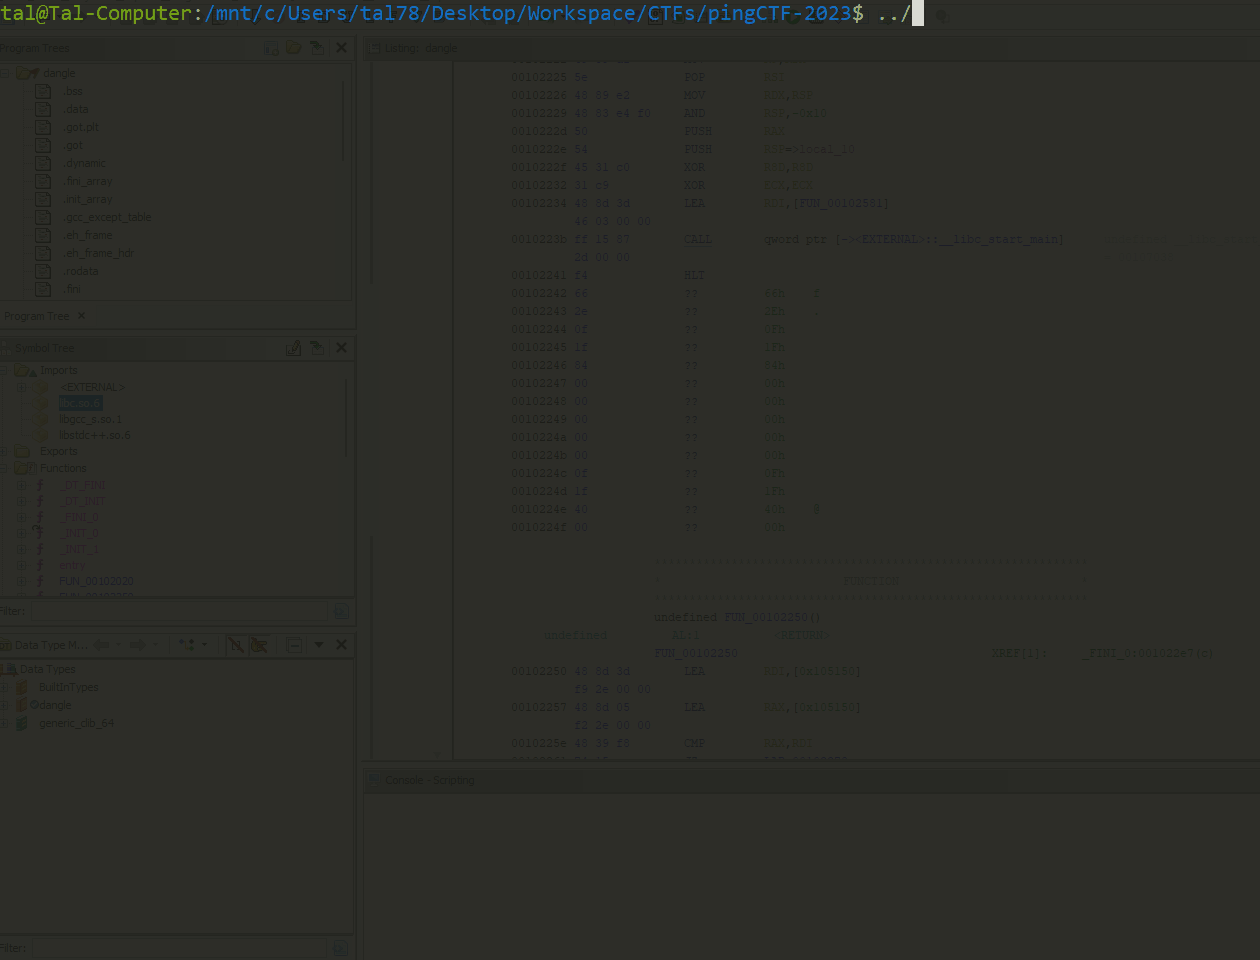 tal@Tal-Computer:/mnt/c/Users/tal78/Desktop/Workspace/CTFs/pingCTF-2023$ ../
Program Trees
dangle
.bss
.data
.got.plt
.got
.dynamic
.fini_array
.init_array
.gcc_except_table
.eh_frame
.eh_frame_hdr
.rodata
.fini
Program Tree
Symbol Tree
Imports
<EXTERNAL>
libc.so.6
libgcc_s.so.1
libstdc++.so.6
Exports
Functions
_DT_FINI
_DT_INIT
_FINI_0
_INIT_0
_INIT_1
entry
FUN_00102020
Filter:
Data Type M...
Data Types
BuiltInTypes
dangle
generic_clib_64
Filter:
Listing: dangle
00102225 5e POP
00102226 48 89 e2 MOV
00102229 48 83 e4 f0 AND RSP,-0x10
0010222d 50 PUSH RAX
0010222e 54 PUSH RSP=>local_10
0010222f 45 31 c0 XOR
00102232 31 c9 XOR
00102234 48 8d 3d LEA [FUN_00102581]
46 03 00 00
0010223b ff 15 37 CALL qword ptr [-><EXTERNAL>::__libc_start_main]
2d 00 00
00102241 f4 HLT
00102242 66 ?? 66h f
00102243 2e ?? 2Eh .
00102244 0f ?? 0Fh
00102245 1f ?? 1Fh
00102246 84 ?? 84h
00102247 00 ?? 00h
00102248 00 ?? 00h
00102249 00 ?? 00h
0010224a 00 ?? 00h
0010224b 00 ?? 00h
0010224c 0f ?? 0Fh
0010224d 1f ?? 1Fh
0010224e 40 ?? 40h @
0010224f 00 ?? 00h
* FUNCTION *
undefined FUN_00102250()
undefined AL:1 <RETURN>
FUN_00102250 XREF[1]: _FINI_0:001022e7(c)
00102250 48 8d 3d LEA RDI,[0x105150]
f9 2e 00 00
00102257 48 8d 05 LEA RAX,[0x105150]
f2 2e 00 00
0010225e 48 39 f8 CMP RAX,RDI
Console - Scripting